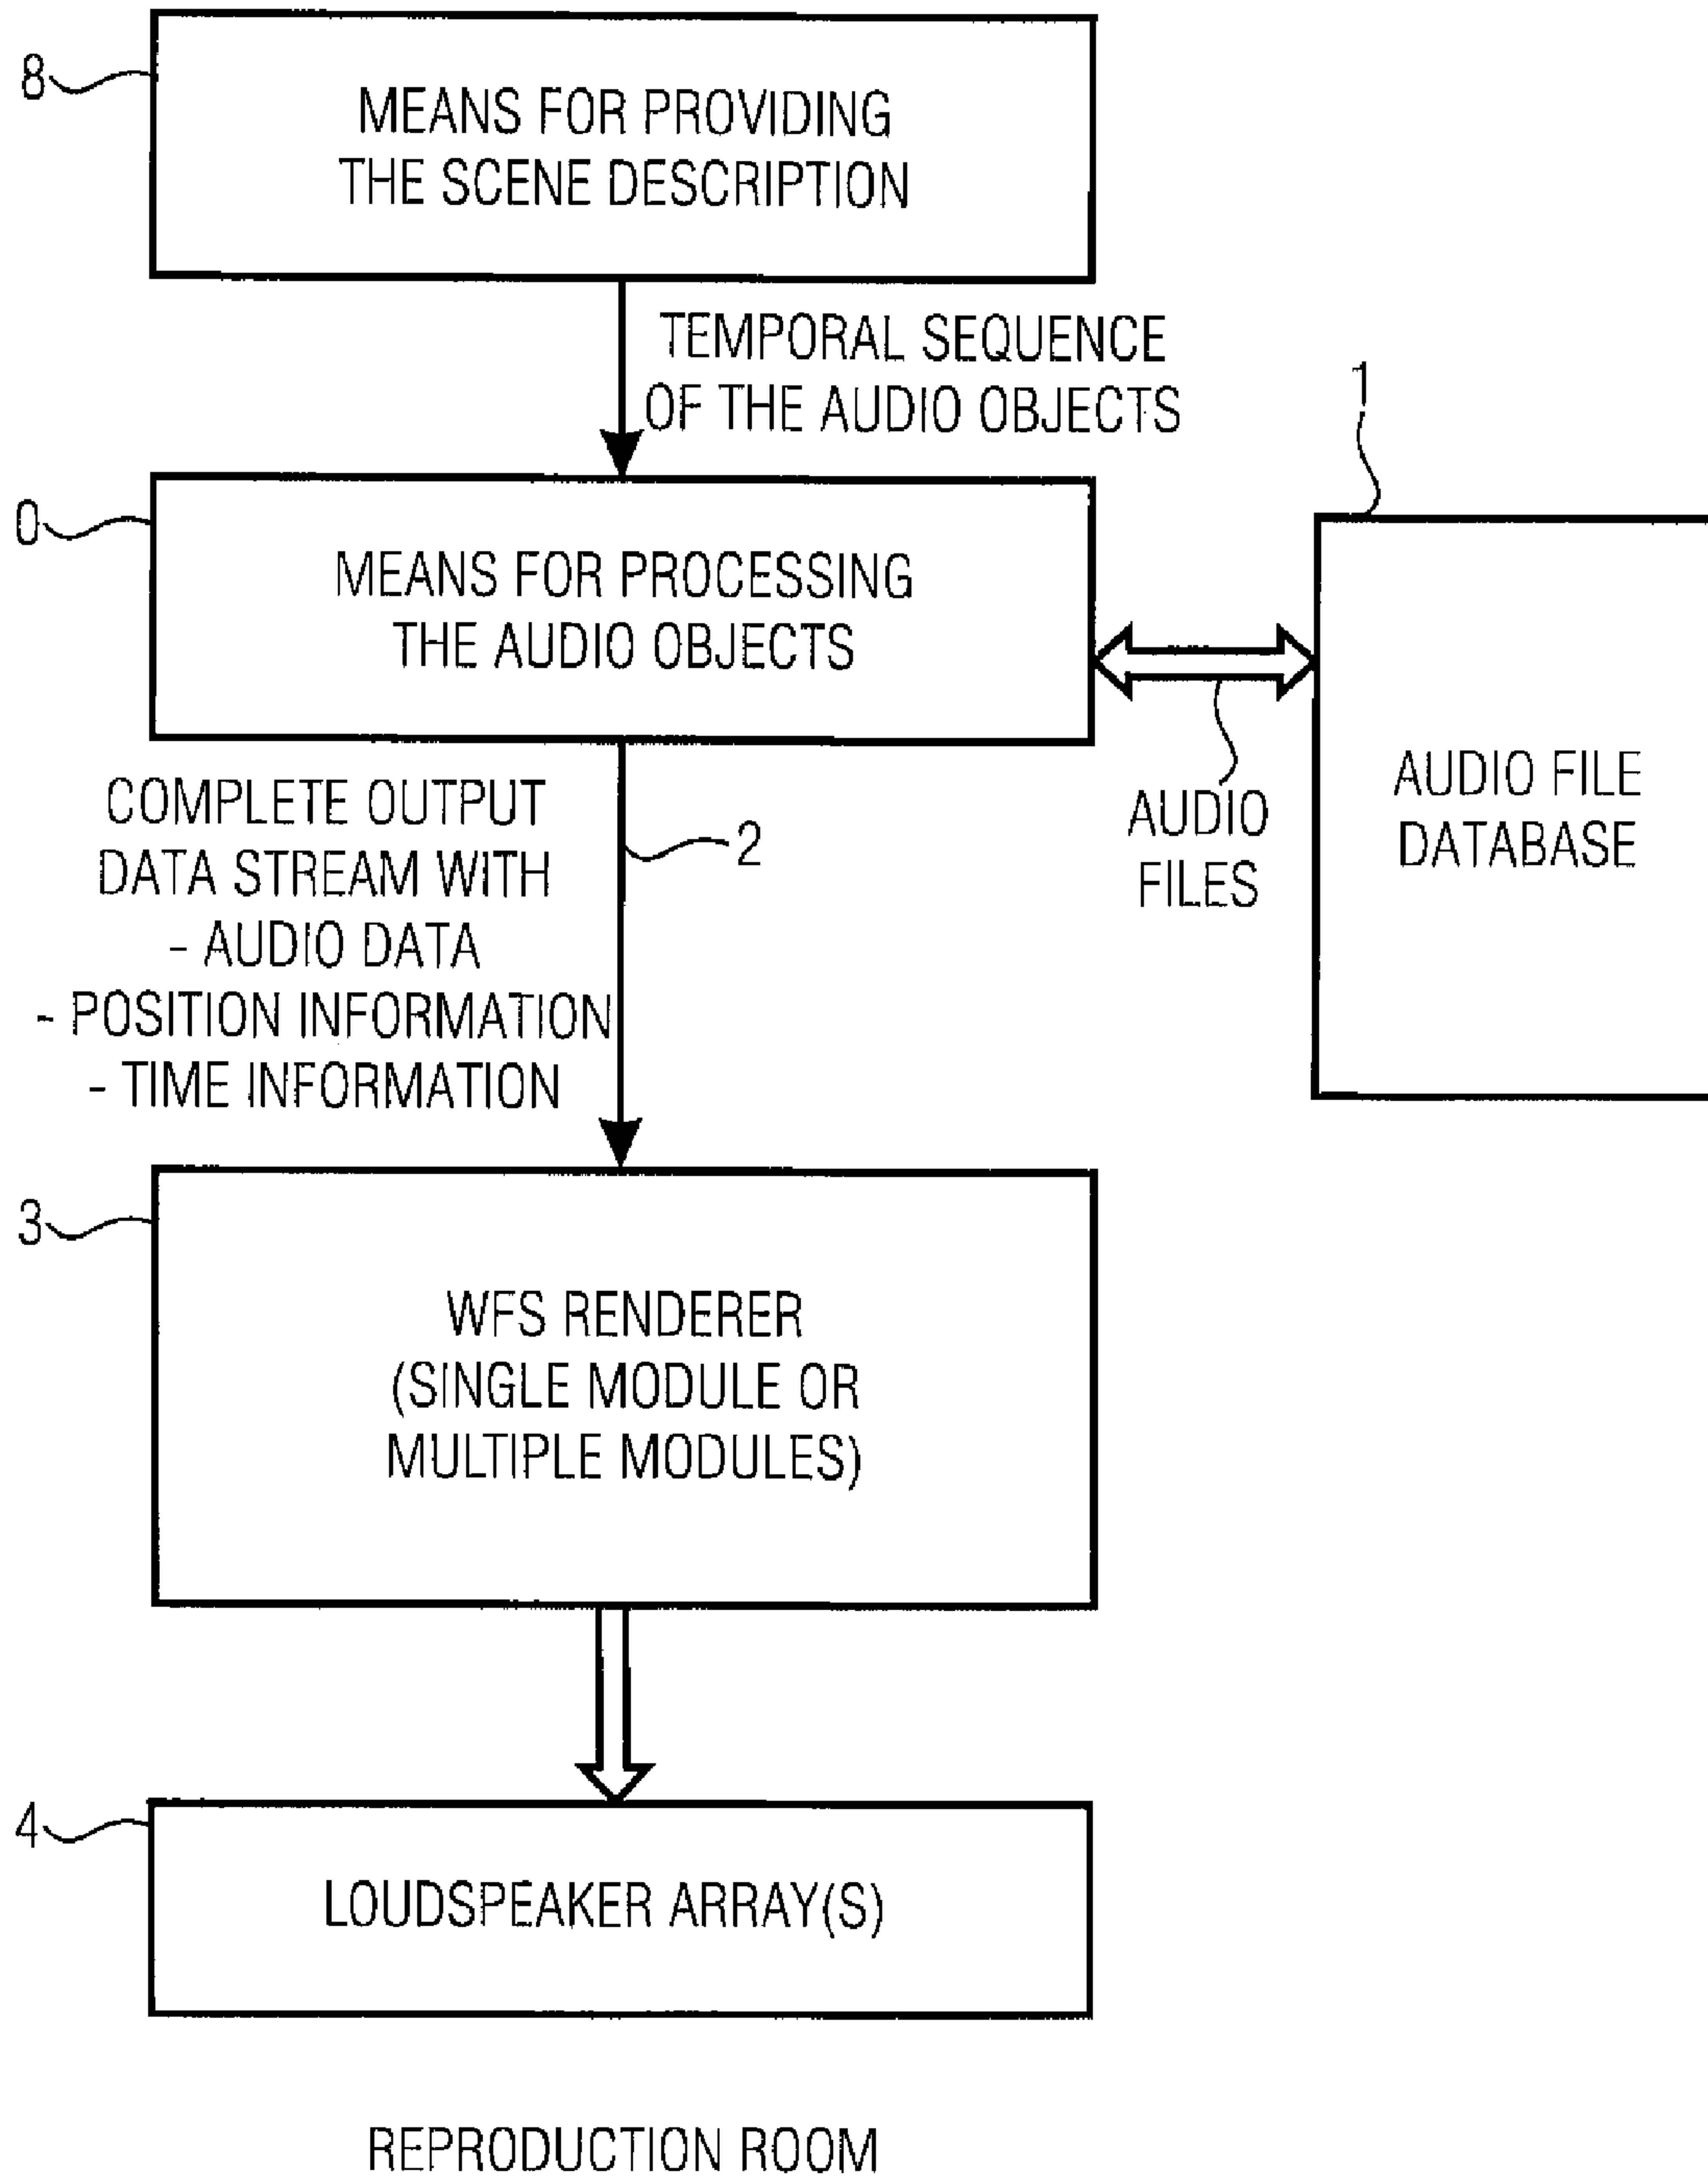 8
MEANS FOR PROVIDING
THE SCENE DESCRIPTION
TEMPORAL SEQUENCE
OF THE AUDIO OBJECTS
1
0
MEANS FOR PROCESSING
THE AUDIO OBJECTS
AUDIO FILE
DATABASE
AUDIO
FILES
COMPLETE OUTPUT
DATA STREAM WITH
- AUDIO DATA
- POSITION INFORMATION
- TIME INFORMATION
2
3
WFS RENDERER
(SINGLE MODULE OR
MULTIPLE MODULES)
4
LOUDSPEAKER ARRAY(S)
REPRODUCTION ROOM